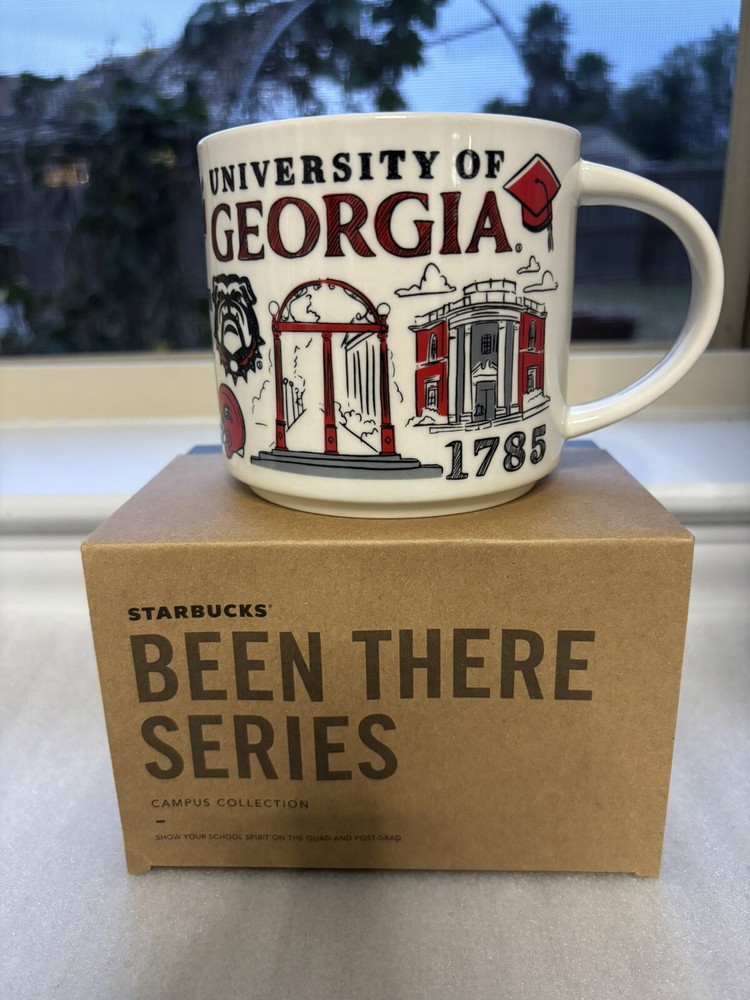 UNIVERSITY OF
GEORGIA®
1785
STARBUCKS®
BEEN THERE
SERIES
CAMPUS COLLECTION
–
SHOW YOUR SCHOOL SPIRIT ON THE QUAD AND POST-GRAD